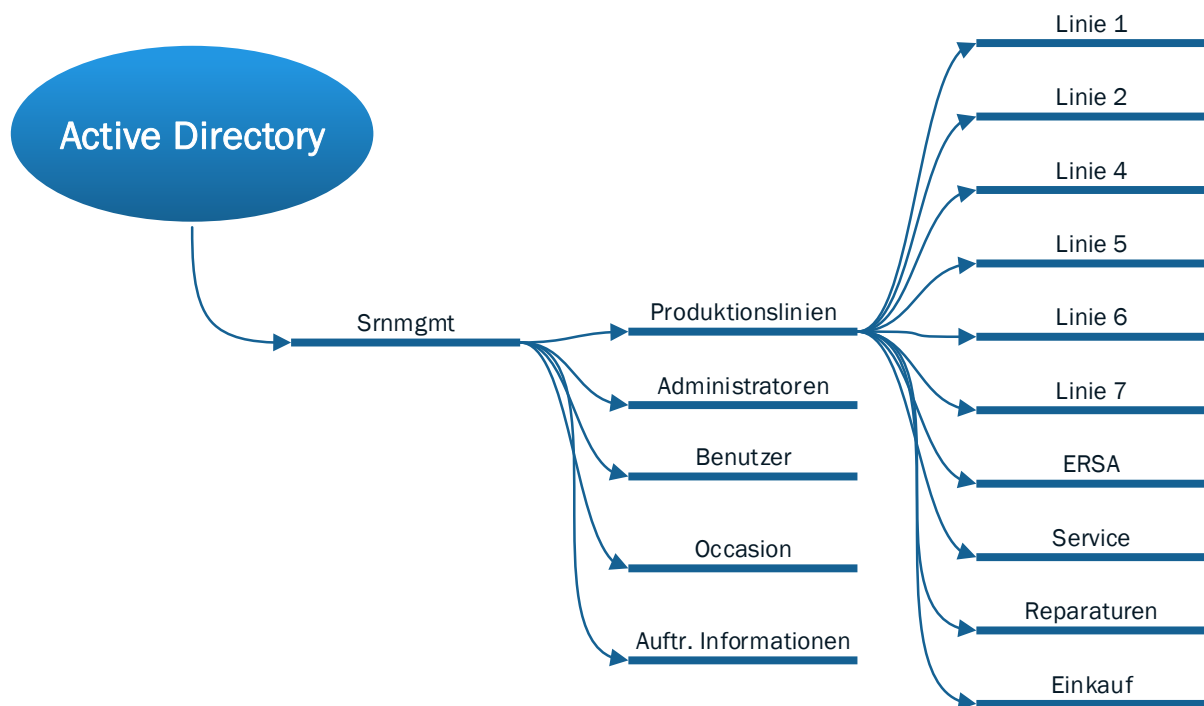 Active Directory
Srnmgmt
Produktionslinien
Administratoren
Benutzer
Occasion
Auftr. Informationen
Linie 1
Linie 2
Linie 4
Linie 5
Linie 6
Linie 7
ERSA
Service
Reparaturen
Einkauf